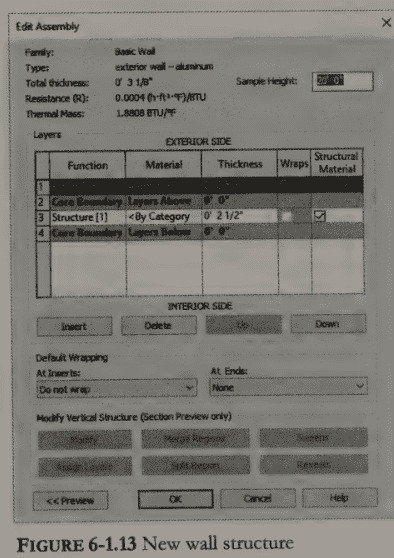 Edit Assembly
Family: Basic Wall
Type: exterior wall – aluminum
Total thickness: 0' 3 1/8" Sample Height: 20' 0"
Resistance (R): 0.0004 (h·ft²·°F)/BTU
Thermal Mass: 1.8808 BTU/°F
Layers
EXTERIOR SIDE
Function Material Thickness Wraps Structural Material
1
2 Core Boundary Layers Above 0' 0"
3 Structure [1] <By Category 0' 2 1/2"
4 Core Boundary Layers Below 0' 0"
INTERIOR SIDE
Insert Delete Up Down
Default Wrapping
At Inserts: At Ends:
Do not wrap None
Modify Vertical Structure (Section Preview only)
Modify Merge Regions Sweeps
Assign Layers Split Region Reveals
<< Preview OK Cancel Help
FIGURE 6-1.13 New wall structure